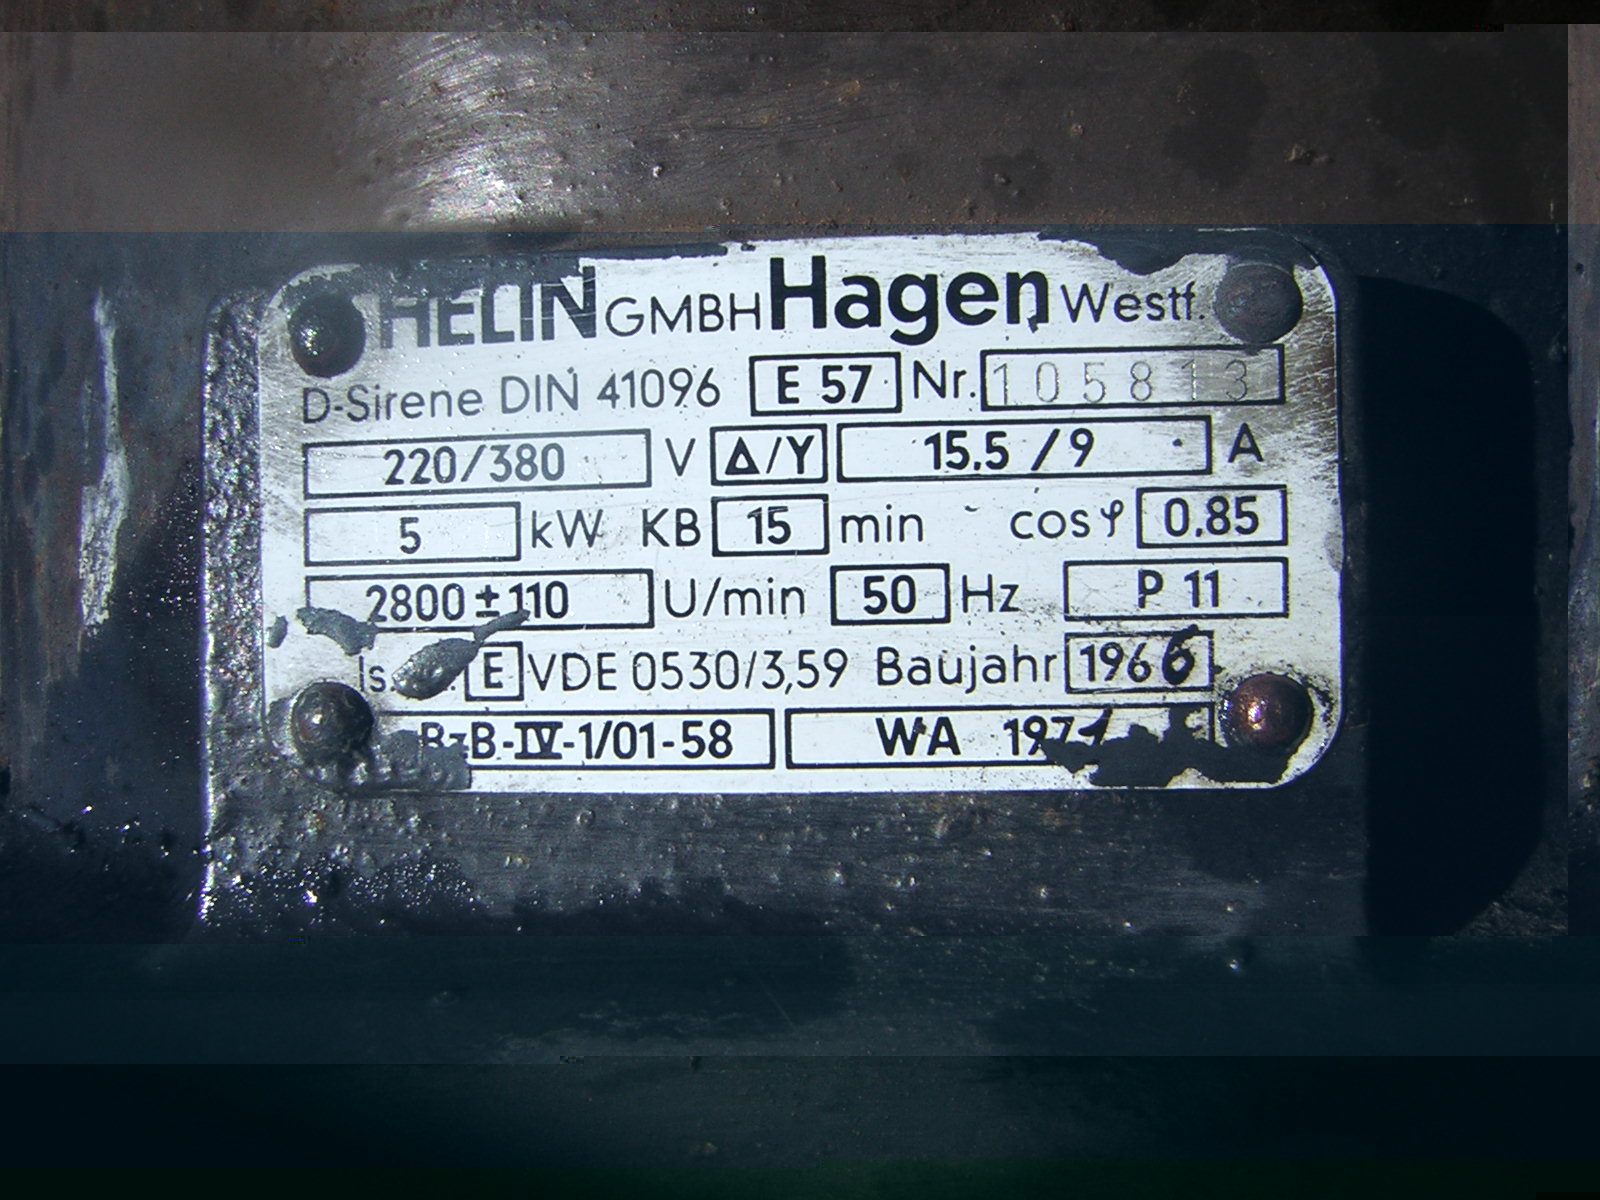 HELIN GMBH Hagen Westf.
D-Sirene DIN 41096 E 57 Nr. 105813
220/380 V Δ/Y 15.5 /9 A
5 kW KB 15 min cos φ 0.85
2800 ± 110 U/min 50 Hz P 11
E VDE 0530/3,59 Baujahr 1966
BzB-IV-1/01-58 WA 1971